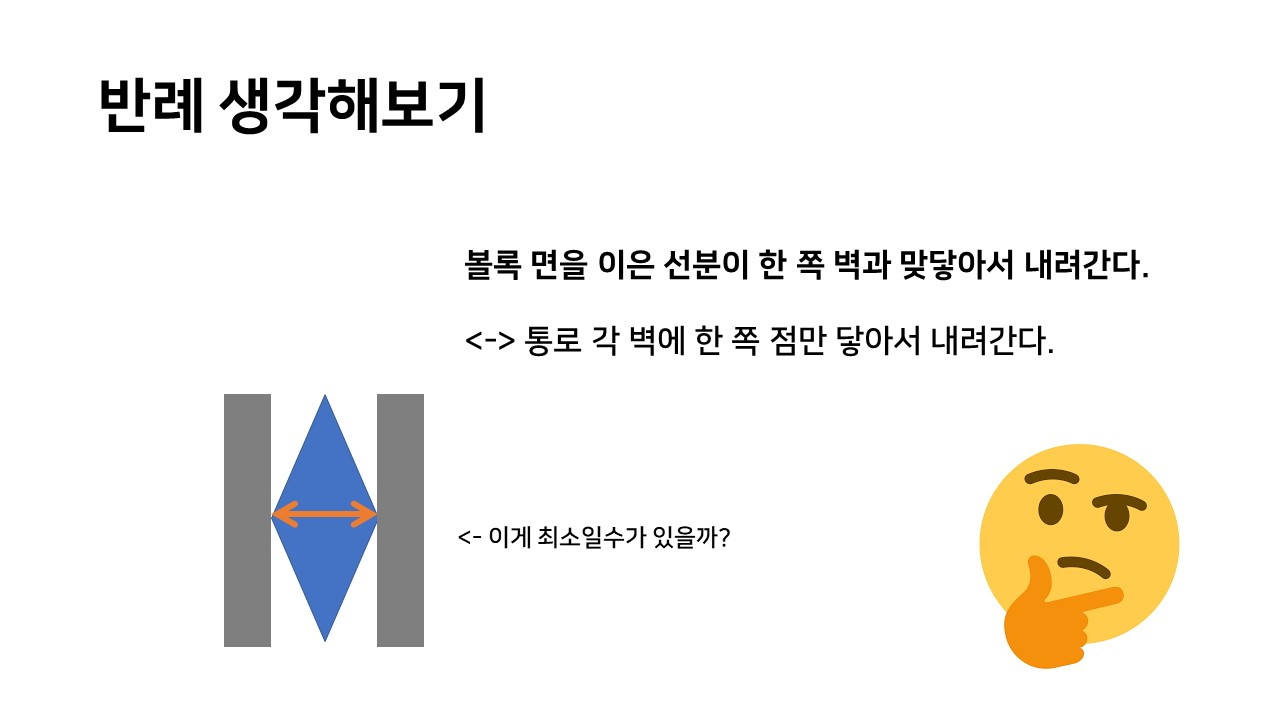 반례 생각해보기
볼록 면을 이은 선분이 한 쪽 벽과 맞닿아서 내려간다.
<-> 통로 각 벽에 한 쪽 점만 닿아서 내려간다.
<- 이게 최소일수가 있을까?